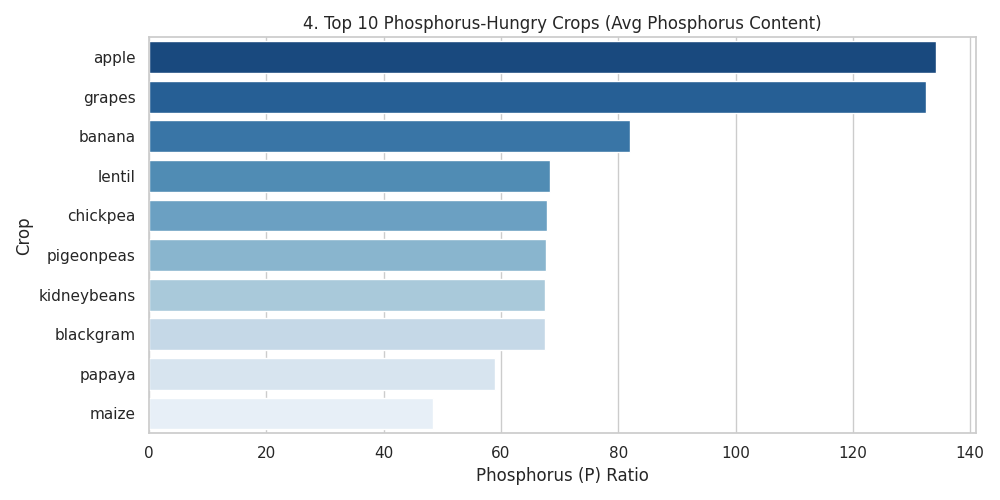 4. Top 10 Phosphorus-Hungry Crops (Avg Phosphorus Content)
Crop
apple
grapes
banana
lentil
chickpea
pigeonpeas
kidneybeans
blackgram
papaya
maize
0 20 40 60 80 100 120 140
Phosphorus (P) Ratio